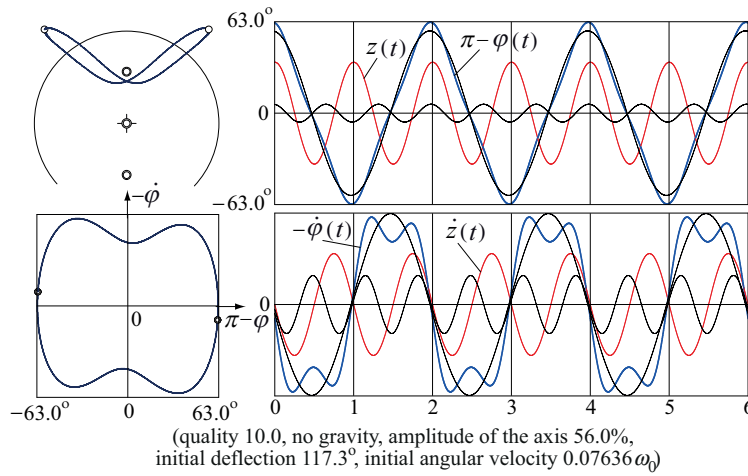 63.0°
z(t)
π−φ(t)
0
−63.0°
−φ̇
0
π−φ
−63.0° 0 63.0°
−φ̇(t)
ż(t)
0
0 1 2 3 4 5 6
(quality 10.0, no gravity, amplitude of the axis 56.0%,
initial deflection 117.3°, initial angular velocity 0.07636ω₀)